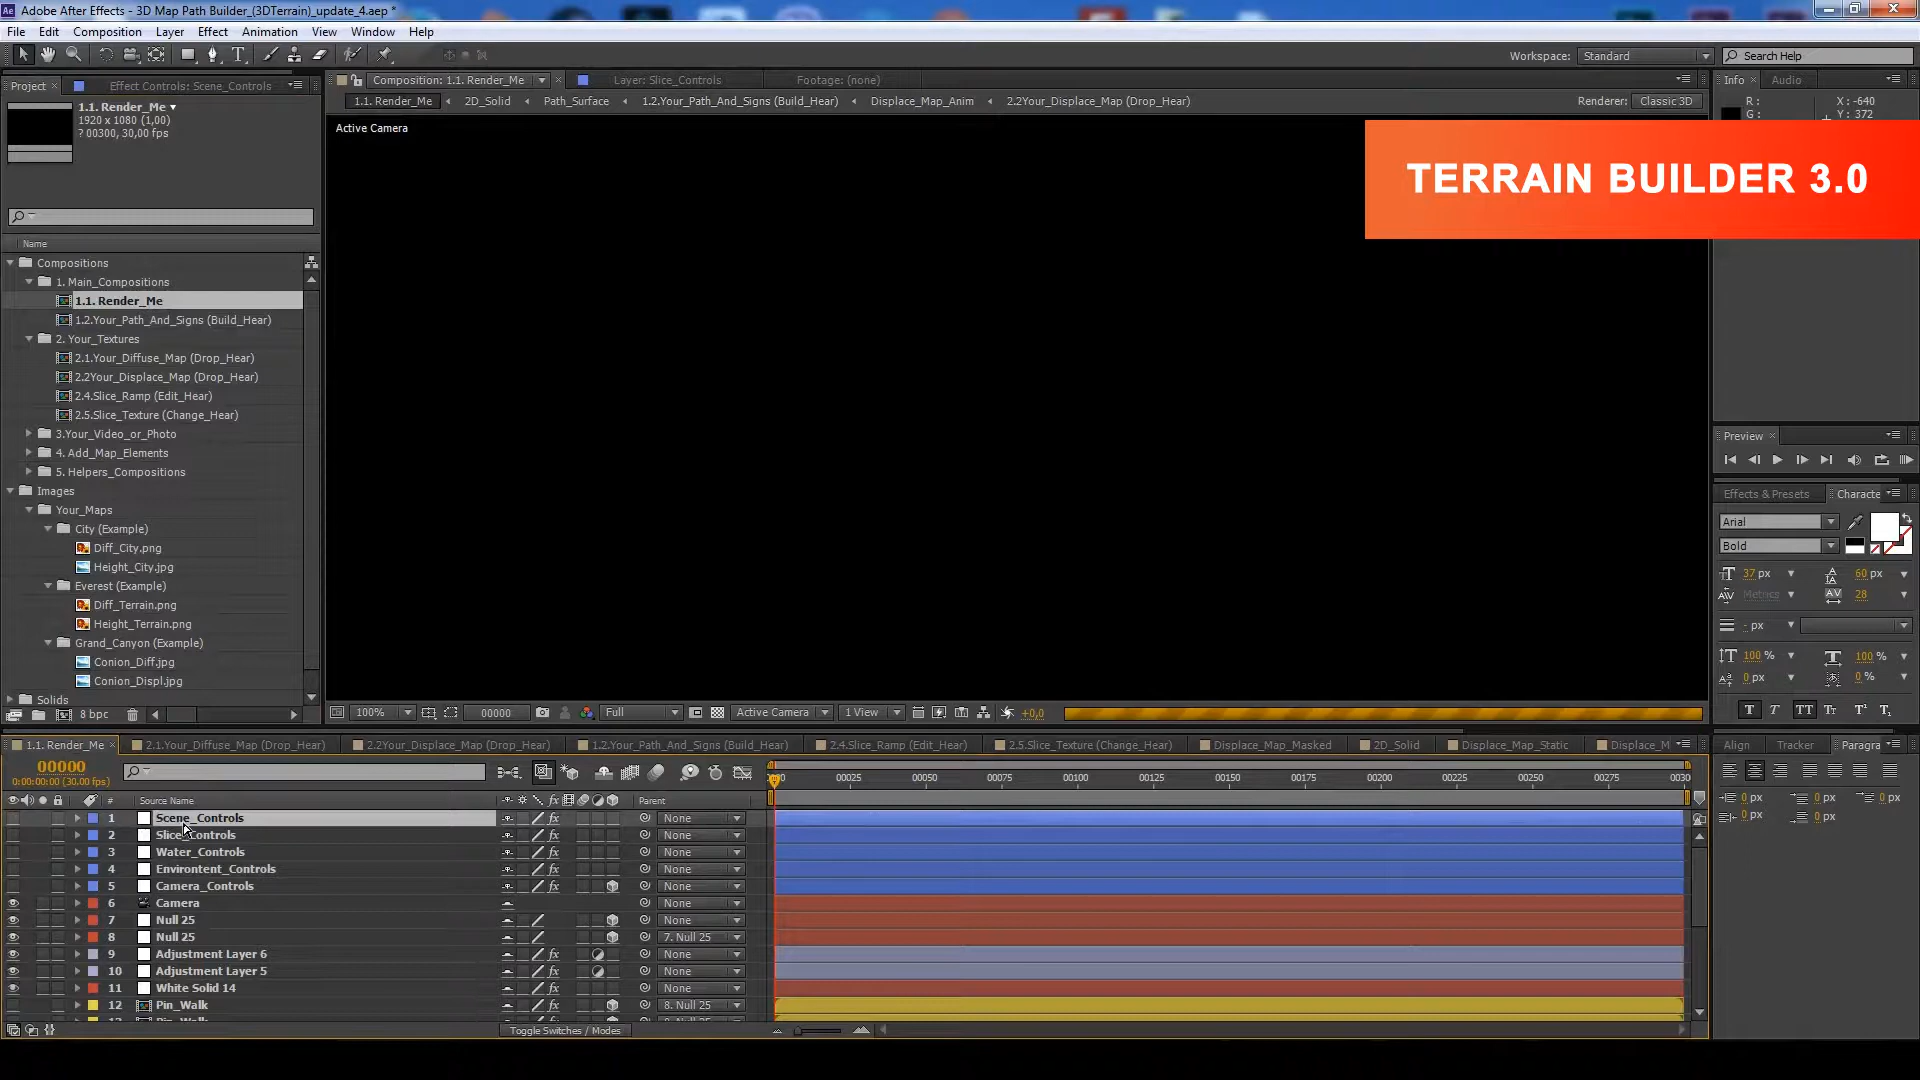 Adobe After Effects - 3D Map Path Builder_(3DTerrain)_update_4.aep *
File Edit Composition Layer Effect Animation View Window Help
Workspace: Standard Search Help
Project Effect Controls: Scene_Controls
Composition: 1.1. Render_Me Layer: Slice_Controls Footage: (none)
Info Audio
1.1. Render_Me
1920 x 1080 (1,00)
? 00300, 30,00 fps
1.1. Render_Me 2D_Solid Path_Surface 1.2.Your_Path_And_Signs (Build_Hear) Displace_Map_Anim 2.2Your_Displace_Map (Drop_Hear)
Renderer: Classic 3D
R: X: -640
G: Y: 372
Active Camera
TERRAIN BUILDER 3.0
Name
Compositions
1. Main_Compositions
1.1. Render_Me
1.2.Your_Path_And_Signs (Build_Hear)
2. Your_Textures
2.1.Your_Diffuse_Map (Drop_Hear)
2.2Your_Displace_Map (Drop_Hear)
2.4.Slice_Ramp (Edit_Hear)
2.5.Slice_Texture (Change_Hear)
3.Your_Video_or_Photo
4. Add_Map_Elements
5. Helpers_Compositions
Images
Your_Maps
City (Example)
Diff_City.png
Height_City.jpg
Everest (Example)
Diff_Terrain.png
Height_Terrain.png
Grand_Canyon (Example)
Conion_Diff.jpg
Conion_Displ.jpg
Solids
8 bpc
Preview
Effects & Presets Characte
Arial
Bold
37 px 60 px
Metrics 28
- px
100 % 100 %
0 px 0 %
T T TT Tr T¹ T₁
100% 00000 Full Active Camera 1 View +0,0
1.1. Render_Me 2.1.Your_Diffuse_Map (Drop_Hear) 2.2Your_Displace_Map (Drop_Hear) 1.2.Your_Path_And_Signs (Build_Hear) 2.4.Slice_Ramp (Edit_Hear) 2.5.Slice_Texture (Change_Hear) Displace_Map_Masked 2D_Solid Displace_Map_Static Displace_M
Align Tracker Paragra
00000
0:00:00:00 (30.00 fps)
00025 00050 00075 00100 00125 00150 00175 00200 00225 00250 00275 0030
# Source Name Parent
0 px 0 px 0 px
0 px 0 px
1 Scene_Controls None
2 Slice_Controls None
3 Water_Controls None
4 Environtent_Controls None
5 Camera_Controls None
6 Camera None
7 Null 25 None
8 Null 25 7. Null 25
9 Adjustment Layer 6 None
10 Adjustment Layer 5 None
11 White Solid 14 None
12 Pin_Walk 8. Null 25
Toggle Switches / Modes